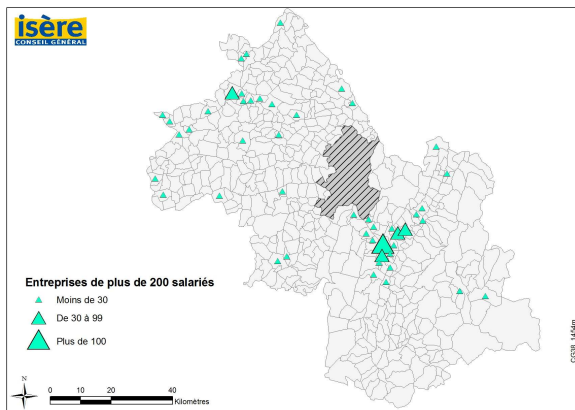 isère
CONSEIL GÉNÉRAL
Entreprises de plus de 200 salariés
Moins de 30
De 30 à 99
Plus de 100
N
0 20 40
Kilomètres
CG38_1454m